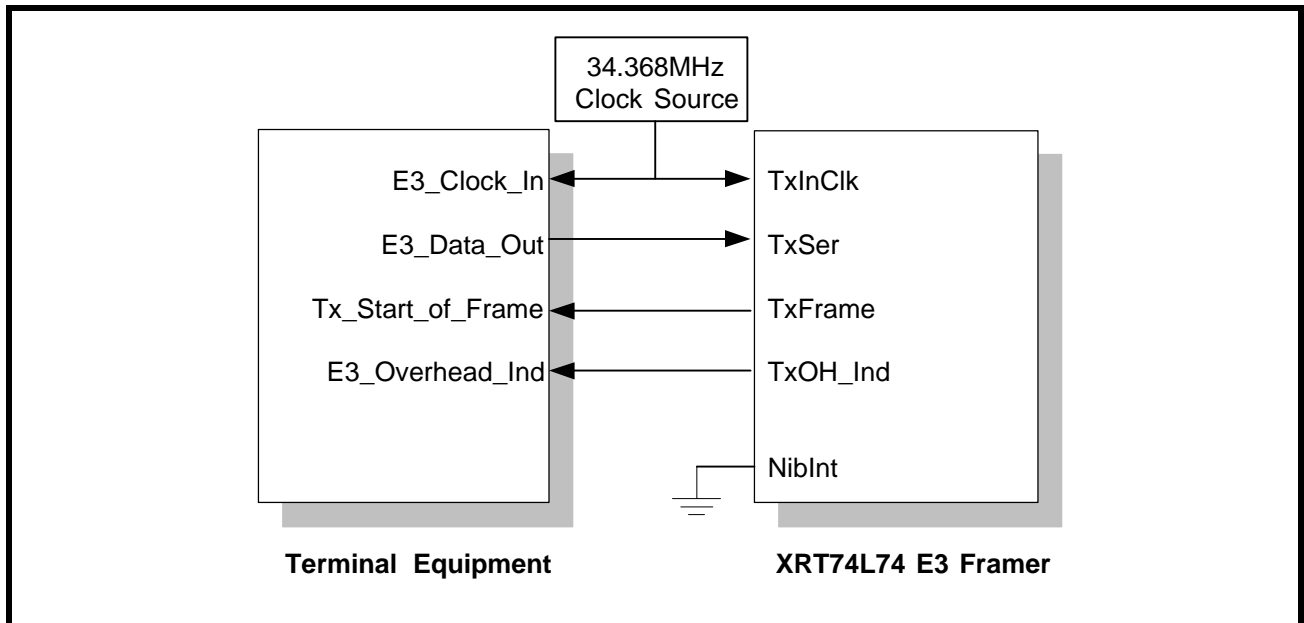 34.368MHz
Clock Source
E3_Clock_In
TxInClk
E3_Data_Out
TxSer
Tx_Start_of_Frame
TxFrame
E3_Overhead_Ind
TxOH_Ind
NibInt
Terminal Equipment
XRT74L74 E3 Framer